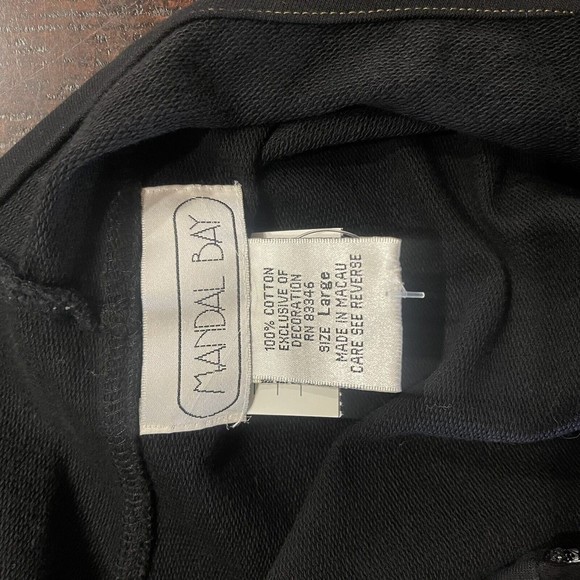 MANDAL BAY
100% COTTON
EXCLUSIVE OF
DECORATION
RN 83346
SIZE Large
MADE IN MACAU
CARE SEE REVERSE